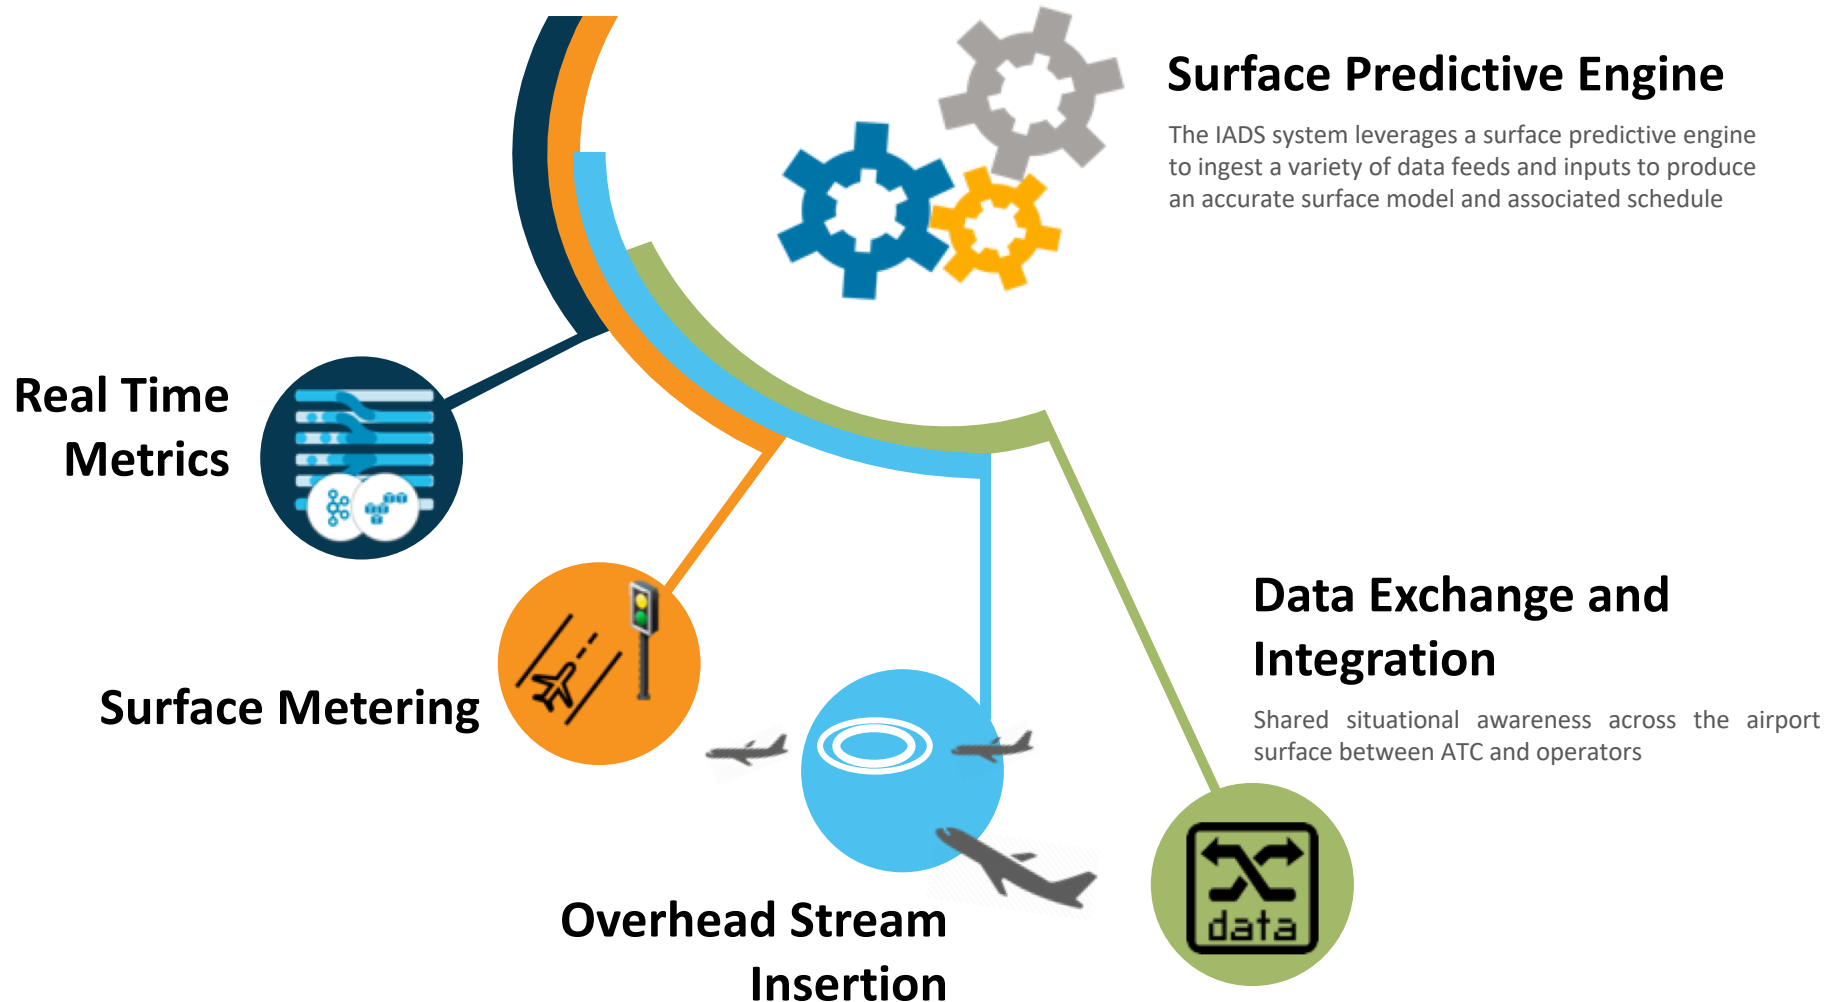 Surface Predictive Engine
The IADS system leverages a surface predictive engine
to ingest a variety of data feeds and inputs to produce
an accurate surface model and associated schedule
Real Time
Metrics
Surface Metering
Overhead Stream
Insertion
Data Exchange and
Integration
Shared situational awareness across the airport
surface between ATC and operators
data